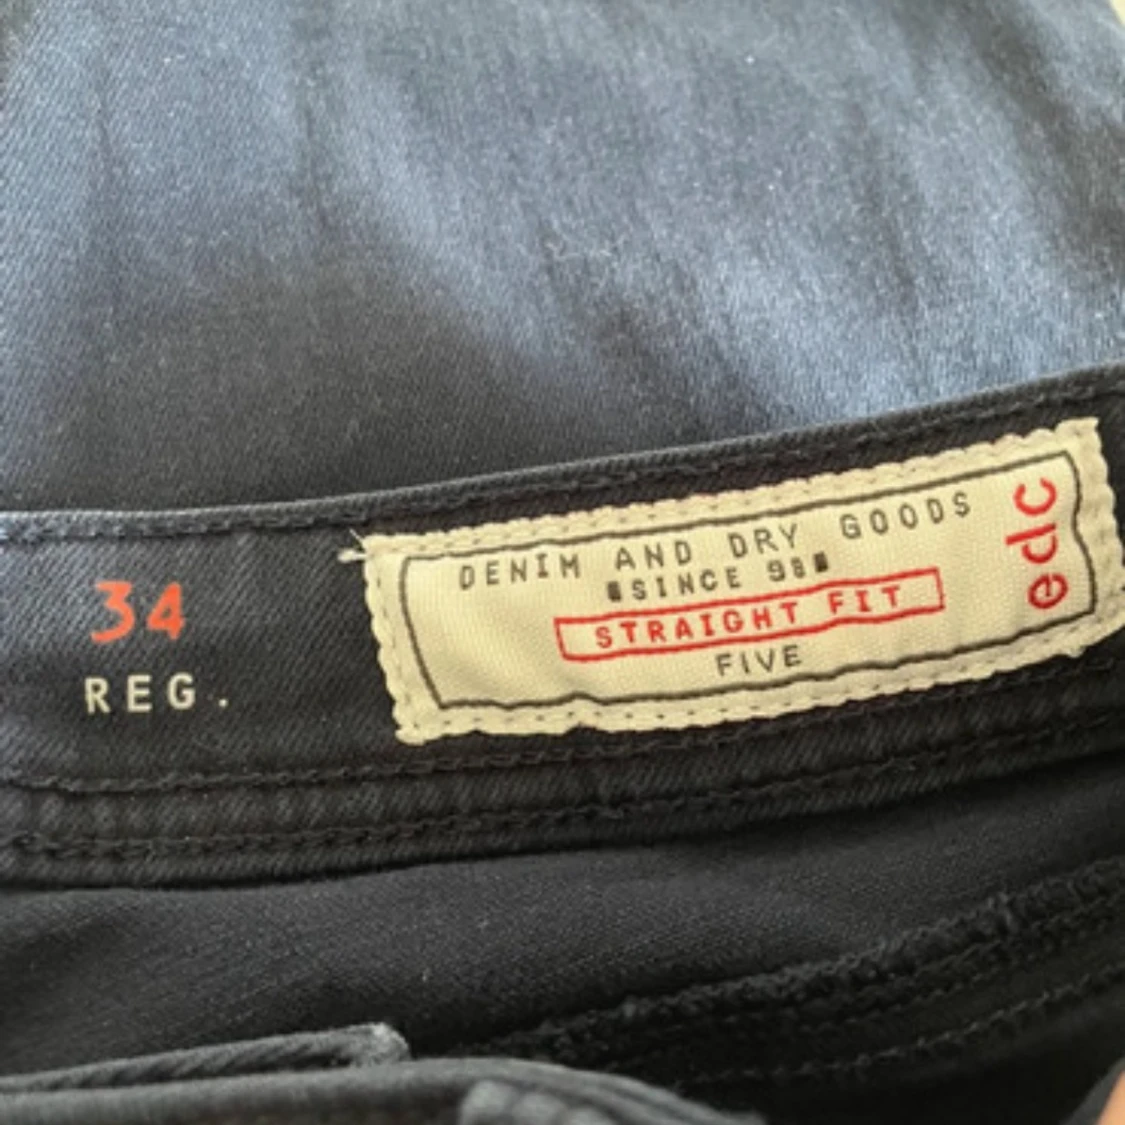 34
REG.
DENIM AND DRY GOODS
SINCE 98
STRAIGHT FIT
FIVE
edc